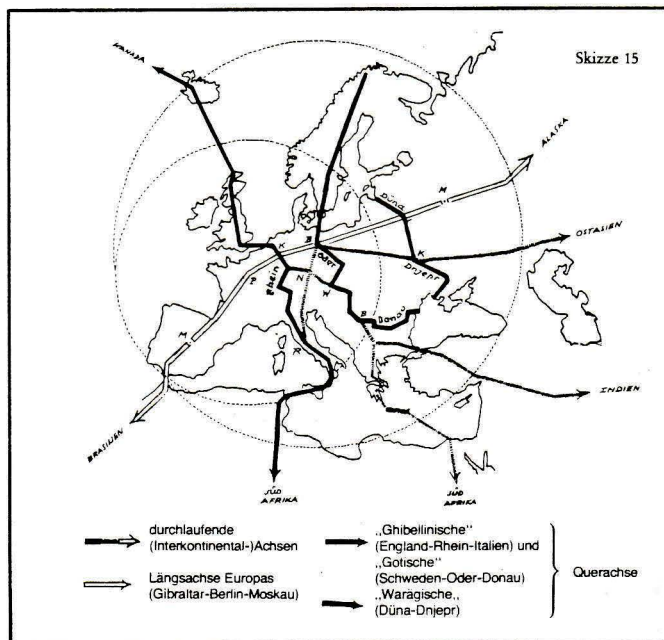 Skizze 15
KANADA
ALASKA
Düna
M
OSTASIEN
B
K
K
Oder
Dnjepr
Rhein
P
N
W
B
Donau
M
R
INDIEN
BRASILIEN
SÜD
AFRIKA
SÜD
AFRIKA
durchlaufende
(Interkontinental-)Achsen
Längsachse Europas
(Gibraltar-Berlin-Moskau)
„Ghibellinische"
(England-Rhein-Italien) und
„Gotische"
(Schweden-Oder-Donau)
„Warägische„
(Düna-Dnjepr)
Querachse